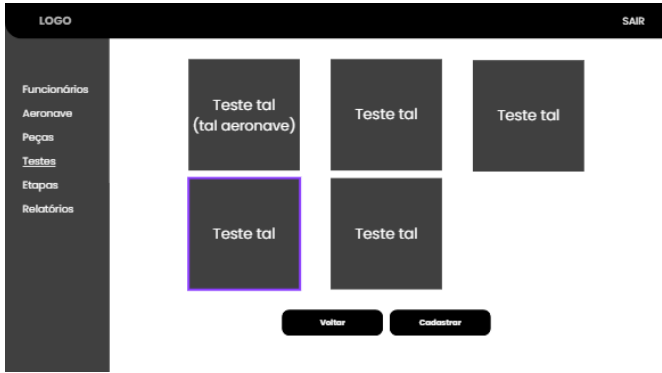 LOGO
SAIR
Funcionários
Aeronave
Peças
Testes
Etapas
Relatórios
Teste tal
(tal aeronave)
Teste tal
Teste tal
Teste tal
Teste tal
Voltar
Cadastrar